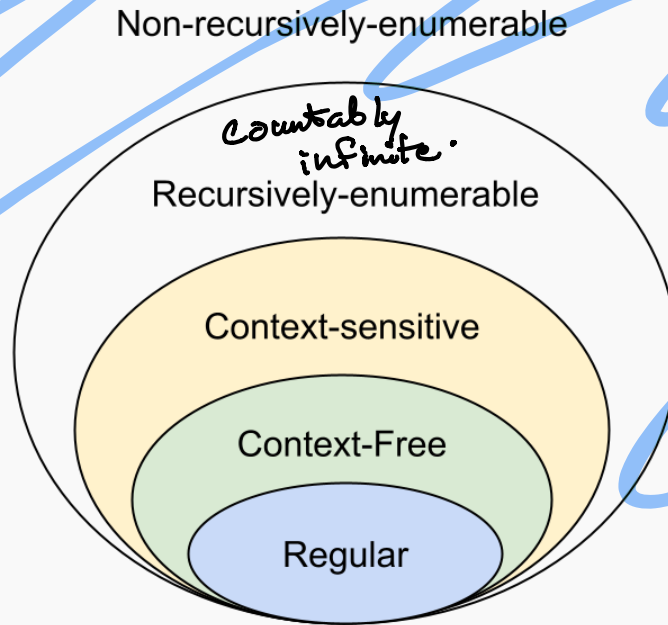 Non-recursively-enumerable
countably
infinite.
Recursively-enumerable
Context-sensitive
Context-Free
Regular